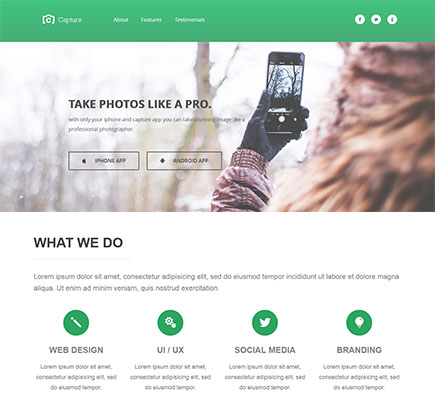 Capture
About Features Testimonials
TAKE PHOTOS LIKE A PRO.
with only your iphone and capture app you can take stunning image like a
professional photographer.
IPHONE APP ANDROID APP
WHAT WE DO
Lorem ipsum dolor sit amet, consectetur adipisicing elit, consectetur incididunt ut labore et dolore magna
aliqua. Ut enim ad minim veniam, quis nostrud exercitation.
WEB DESIGN UI / UX SOCIAL MEDIA BRANDING
Lorem ipsum dolor sit amet, Lorem ipsum dolor sit amet, Lorem ipsum dolor sit amet, Lorem ipsum dolor sit amet,
consectetur adipisicing elit, sed consectetur adipisicing elit, sed consectetur adipisicing elit, sed consectetur adipisicing elit, sed
do eiusmod tempor. do eiusmod tempor. do eiusmod tempor. do eiusmod tempor.